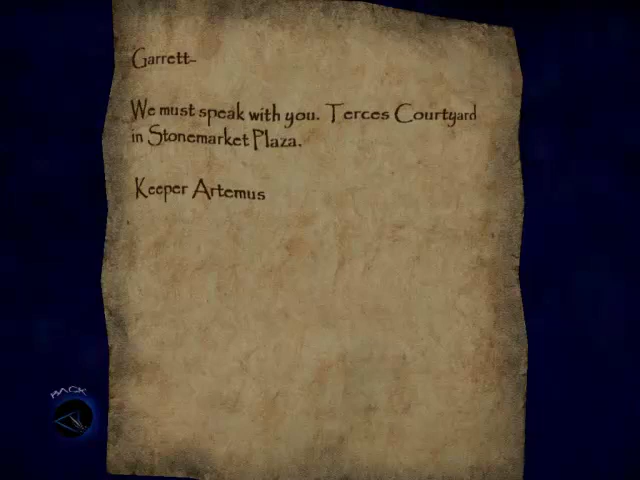 Garrett-
We must speak with you. Terces Courtyard
in Stonemarket Plaza.
Keeper Artemus
BACK